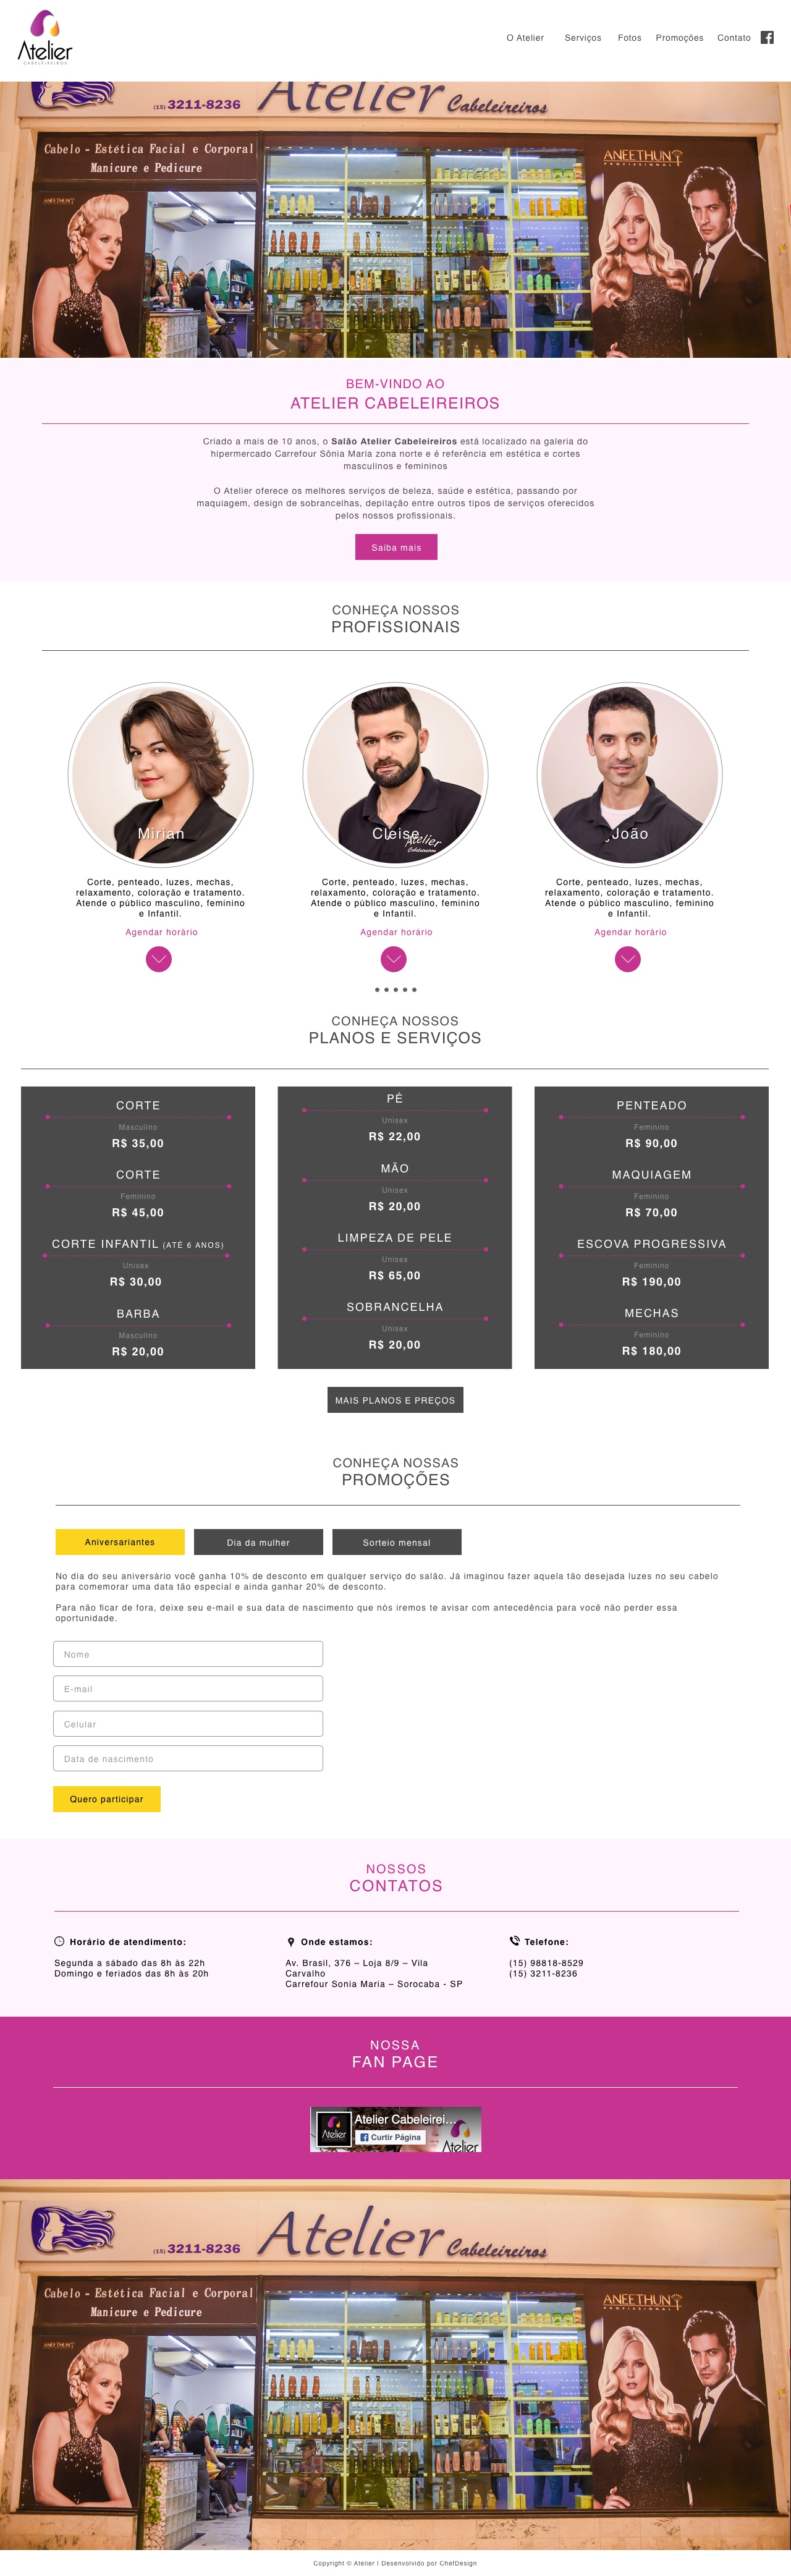 Atelier
CABELEIREIROS
O Atelier
Serviços
Fotos
Promoções
Contato
(15) 3211-8236
Atelier Cabeleireiros
Cabelo - Estética Facial e Corporal
Manicure e Pedicure
ANEETHUN
ANEETHUN
PROFESSIONAL
BEM-VINDO AO
ATELIER CABELEIREIROS
Criado a mais de 10 anos, o Salão Atelier Cabeleireiros está localizado na galeria do
hipermercado Carrefour Sônia Maria zona norte e é referência em estética e cortes
masculinos e femininos
O Atelier oferece os melhores serviços de beleza, saúde e estética, passando por
maquiagem, design de sobrancelhas, depilação entre outros tipos de serviços oferecidos
pelos nossos profissionais.
Saiba mais
CONHEÇA NOSSOS
PROFISSIONAIS
Mirian
Corte, penteado, luzes, mechas,
relaxamento, coloração e tratamento.
Atende o público masculino, feminino
e Infantil.
Agendar horário
Cleise
Atelier
Cabeleireiros
Corte, penteado, luzes, mechas,
relaxamento, coloração e tratamento.
Atende o público masculino, feminino
e Infantil.
Agendar horário
João
Corte, penteado, luzes, mechas,
relaxamento, coloração e tratamento.
Atende o público masculino, feminino
e Infantil.
Agendar horário
CONHEÇA NOSSOS
PLANOS E SERVIÇOS
CORTE
Masculino
R$ 35,00
CORTE
Feminino
R$ 45,00
CORTE INFANTIL (ATÉ 6 ANOS)
Unisex
R$ 30,00
BARBA
Masculino
R$ 20,00
PÉ
Unisex
R$ 22,00
MÃO
Unisex
R$ 20,00
LIMPEZA DE PELE
Unisex
R$ 65,00
SOBRANCELHA
Unisex
R$ 20,00
PENTEADO
Feminino
R$ 90,00
MAQUIAGEM
Feminino
R$ 70,00
ESCOVA PROGRESSIVA
Feminino
R$ 190,00
MECHAS
Feminino
R$ 180,00
MAIS PLANOS E PREÇOS
CONHEÇA NOSSAS
PROMOÇÕES
Aniversariantes
Dia da mulher
Sorteio mensal
No dia do seu aniversário você ganha 10% de desconto em qualquer serviço do salão. Já imaginou fazer aquela tão desejada luzes no seu cabelo
para comemorar uma data tão especial e ainda ganhar 20% de desconto.
Para não ficar de fora, deixe seu e-mail e sua data de nascimento que nós iremos te avisar com antecedência para você não perder essa
oportunidade.
Nome
E-mail
Celular
Data de nascimento
Quero participar
NOSSOS
CONTATOS
Horário de atendimento:
Segunda a sábado das 8h às 22h
Domingo e feriados das 8h às 20h
Onde estamos:
Av. Brasil, 376 – Loja 8/9 – Vila
Carvalho
Carrefour Sonia Maria – Sorocaba - SP
Telefone:
(15) 98818-8529
(15) 3211-8236
NOSSA
FAN PAGE
Atelier
Atelier Cabeleirei...
Curtir Página
Atelier
(15) 3211-8236
Atelier Cabeleireiros
Cabelo - Estética Facial e Corporal
Manicure e Pedicure
ANEETHUN
ANEETHUN
PROFESSIONAL
Copyright © Atelier | Desenvolvido por ChefDesign